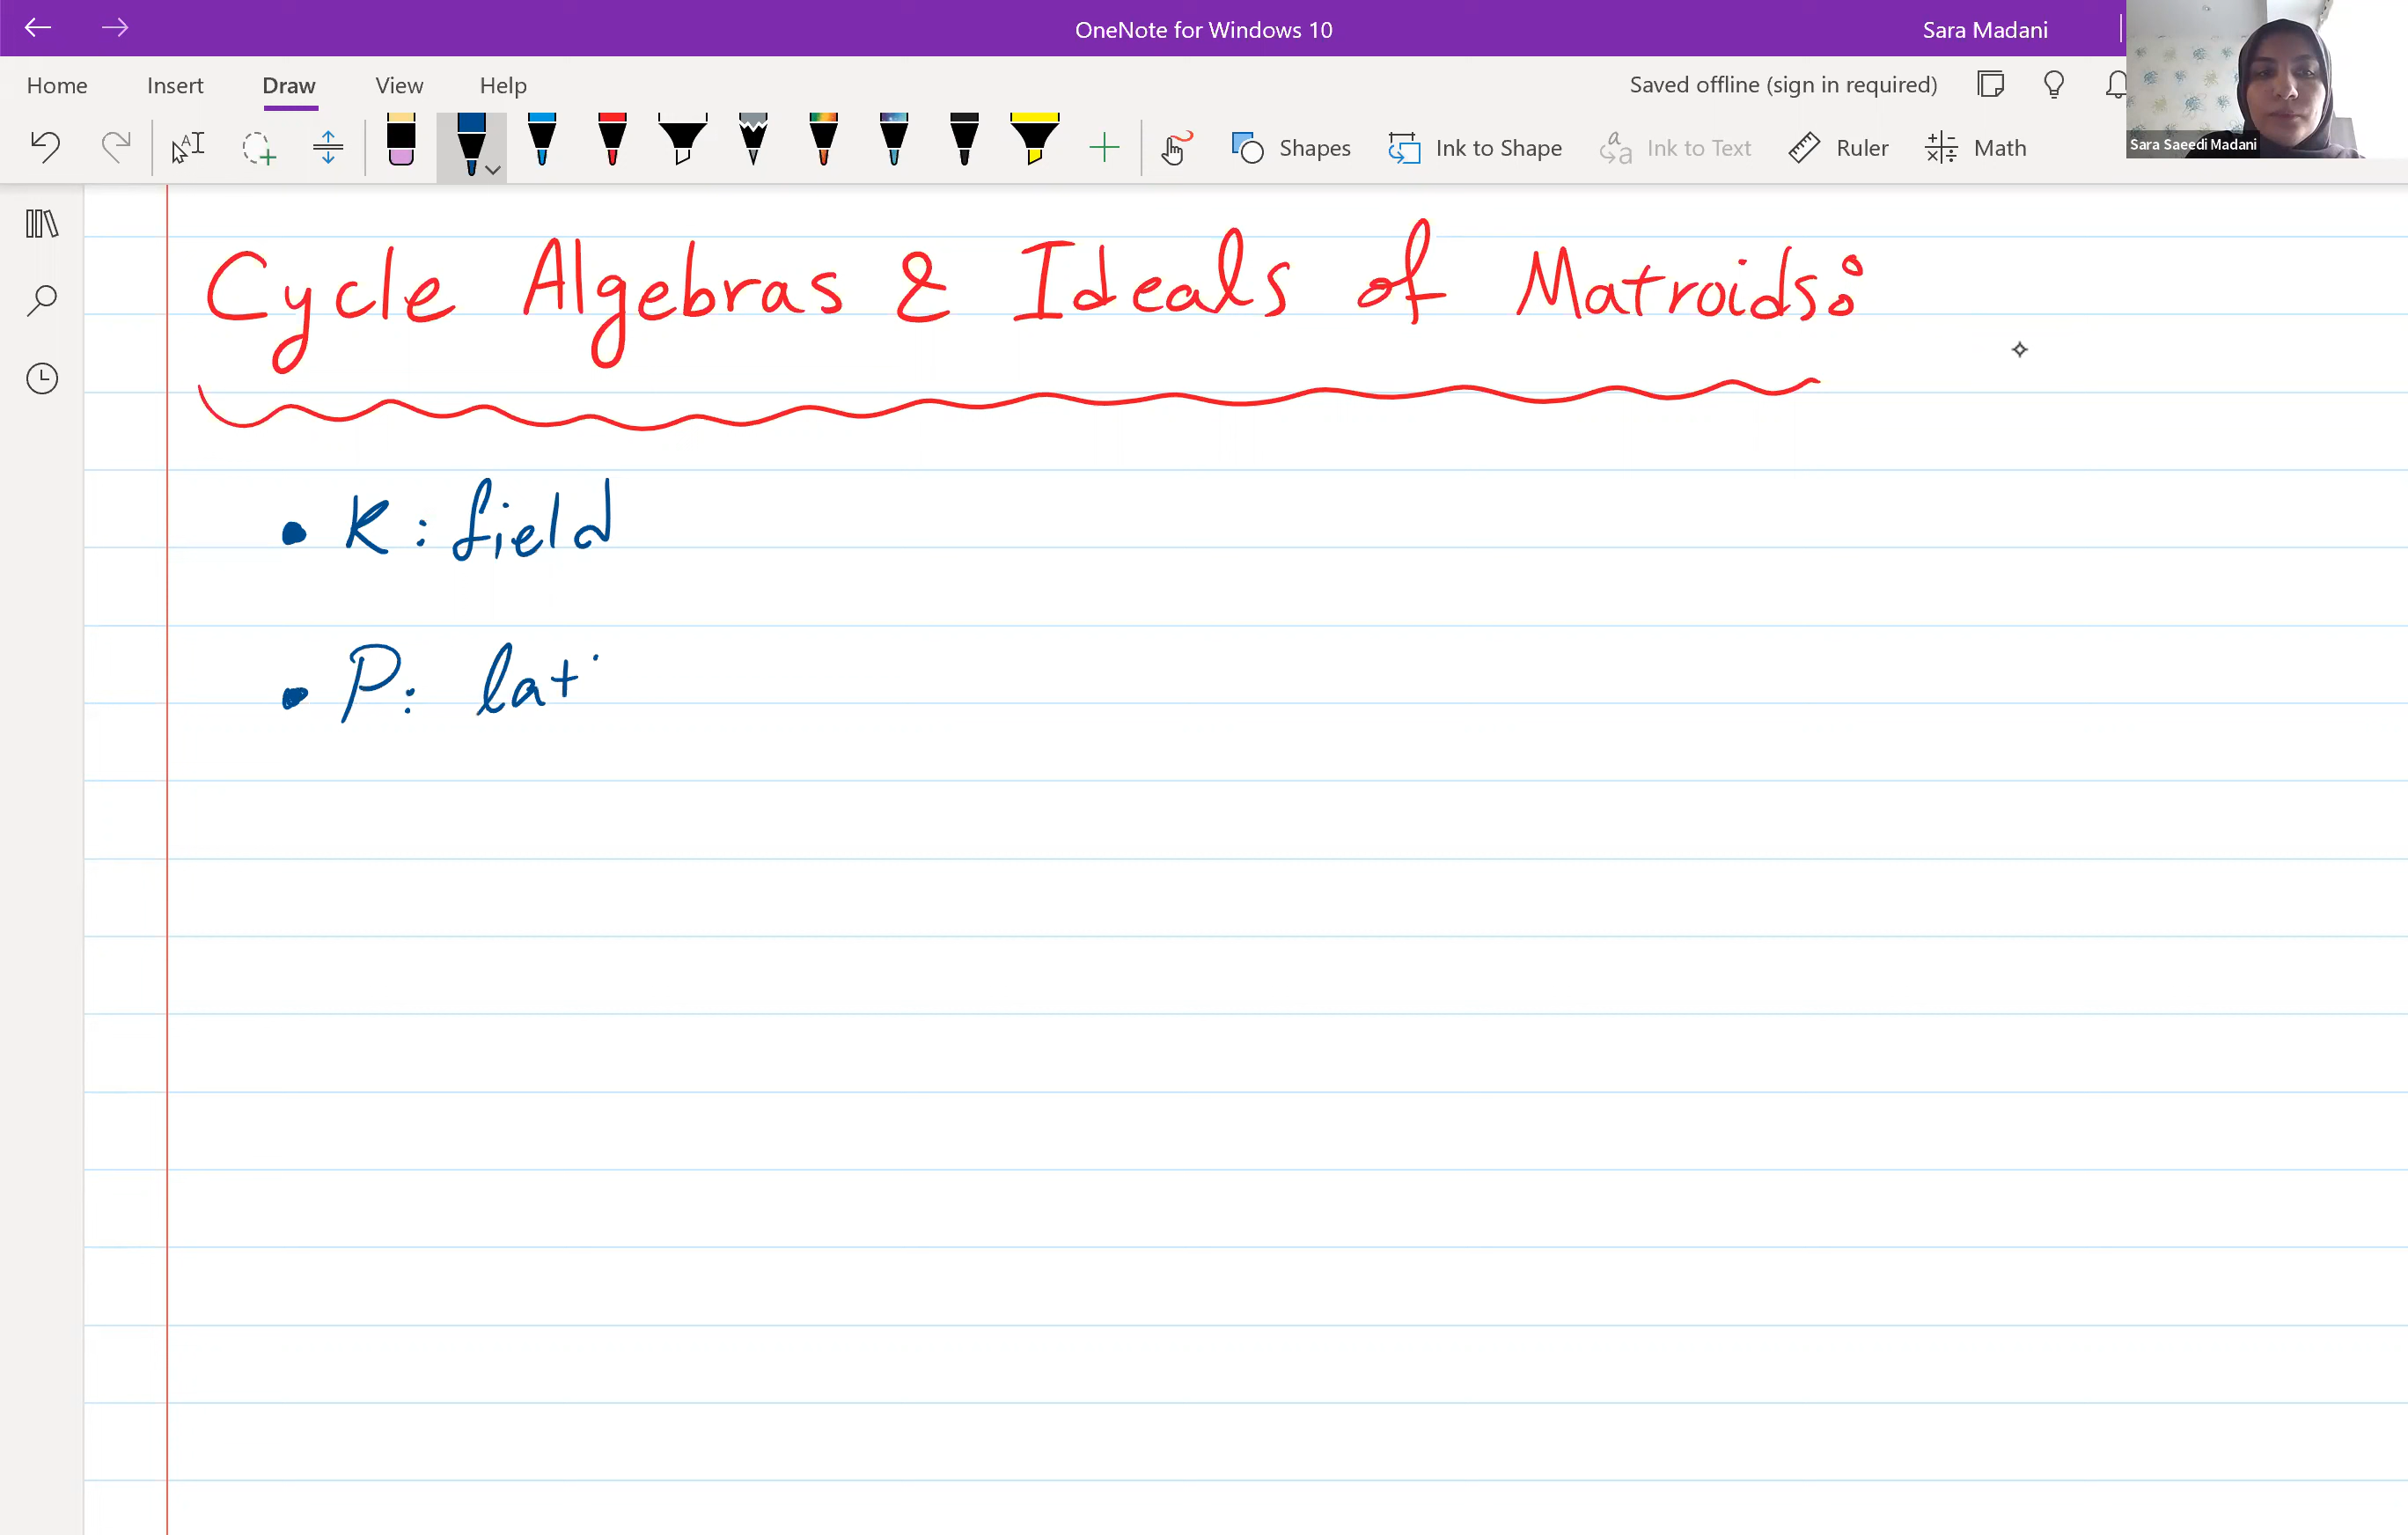 OneNote for Windows 10
Sara Madani
Home Insert Draw View Help
Saved offline (sign in required)
Shapes Ink to Shape Ink to Text Ruler Math
Sara Saeedi Madani
Cycle Algebras & Ideals of Matroids:
• K: field
• P: lat